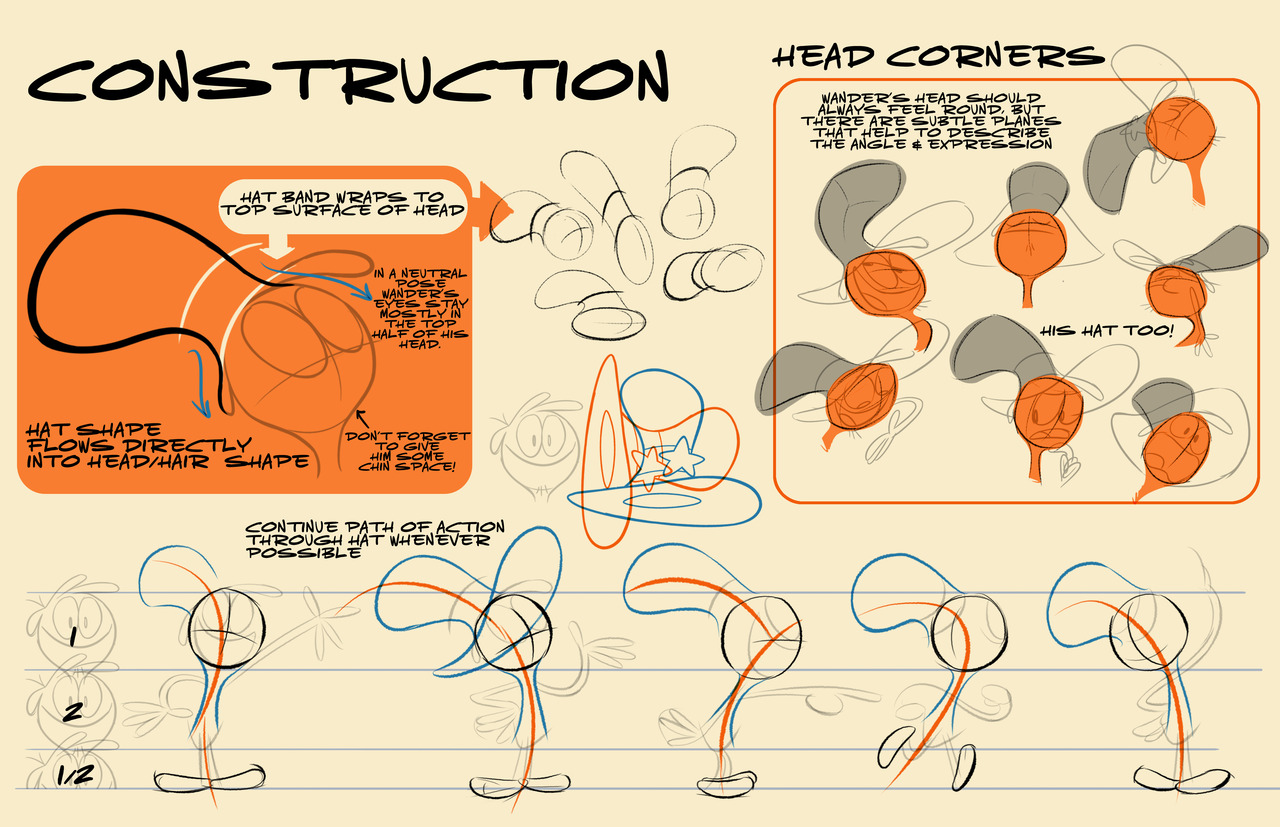 CONSTRUCTION
HEAD CORNERS
WANDER'S HEAD SHOULD
ALWAYS FEEL ROUND, BUT
THERE ARE SUBTLE PLANES
THAT HELP TO DESCRIBE
THE ANGLE & EXPRESSION
HIS HAT TOO!
HAT BAND WRAPS TO
TOP SURFACE OF HEAD
IN A NEUTRAL
POSE
WANDER'S
EYES STAY
MOSTLY IN
THE TOP
HALF OF HIS
HEAD.
HAT SHAPE
FLOWS DIRECTLY
INTO HEAD/HAIR SHAPE
DON'T FORGET
TO GIVE
HIM SOME
CHIN SPACE!
CONTINUE PATH OF ACTION
THROUGH HAT WHENEVER
POSSIBLE
1
2
1/2